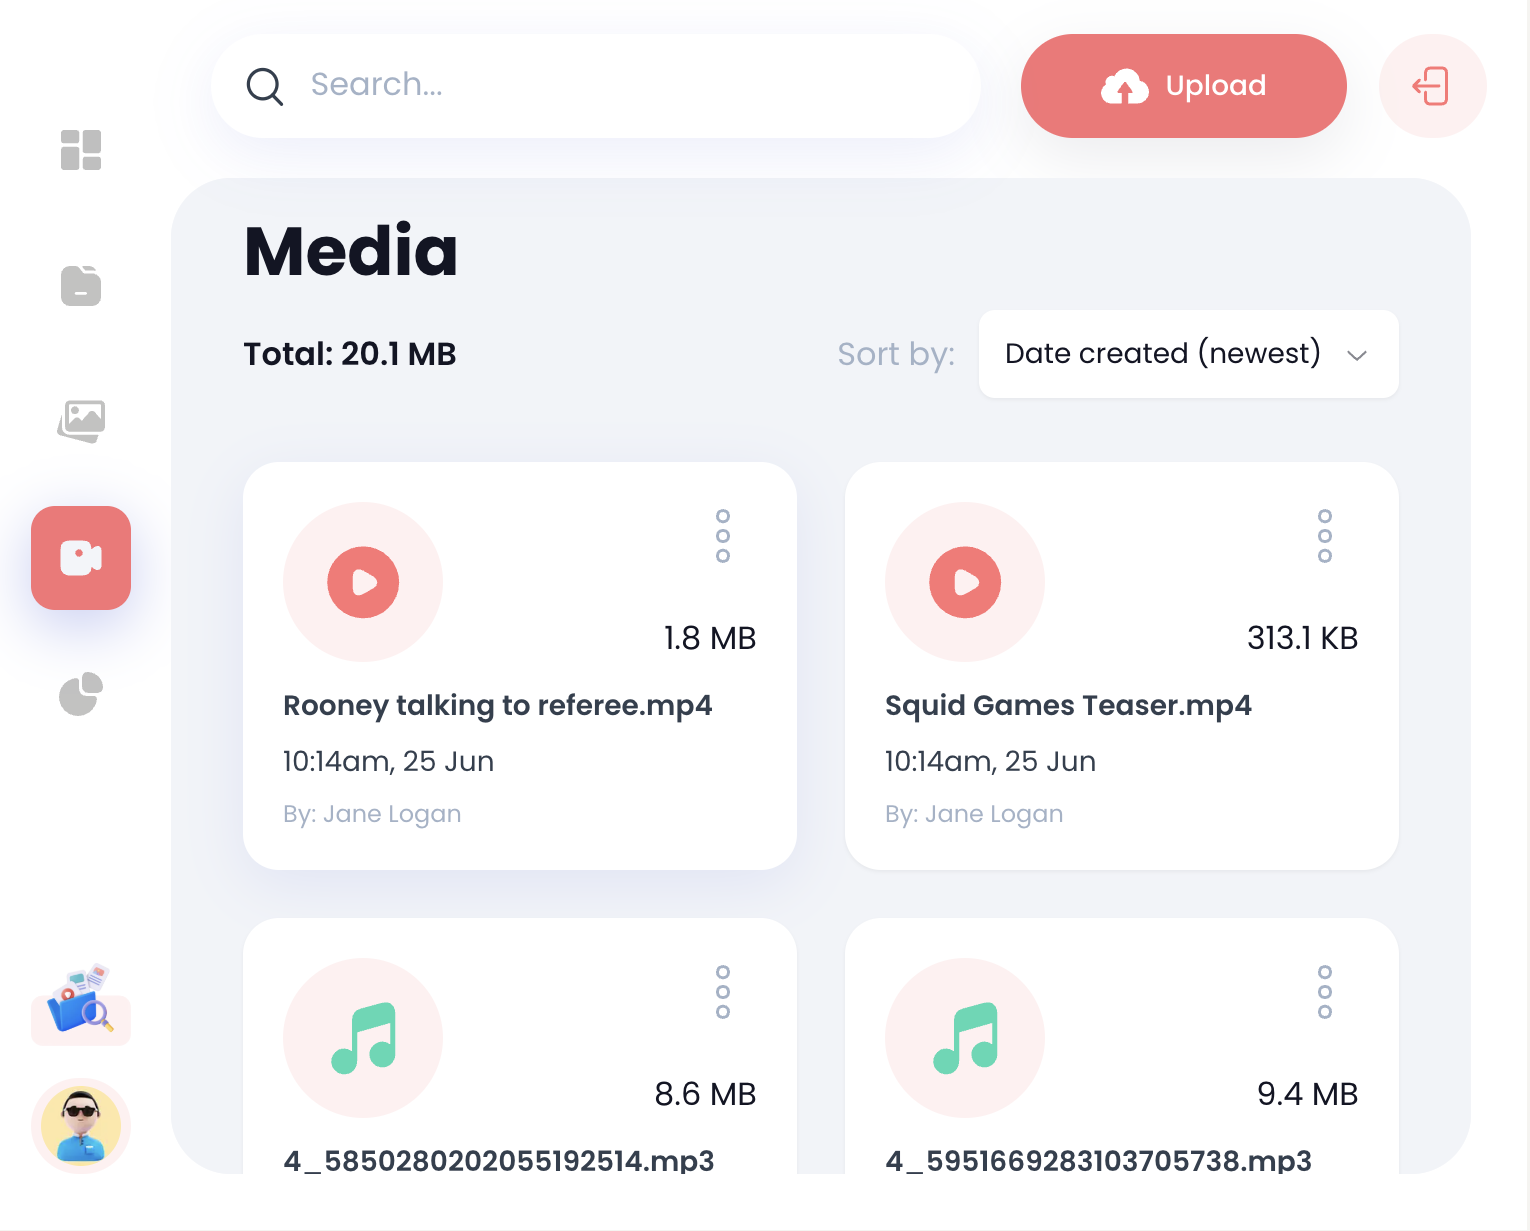 Search...
Upload
Media
Total: 20.1 MB
Sort by:
Date created (newest)
1.8 MB
Rooney talking to referee.mp4
10:14am, 25 Jun
By: Jane Logan
313.1 KB
Squid Games Teaser.mp4
10:14am, 25 Jun
By: Jane Logan
8.6 MB
4_5850280202055192514.mp3
9.4 MB
4_5951669283103705738.mp3